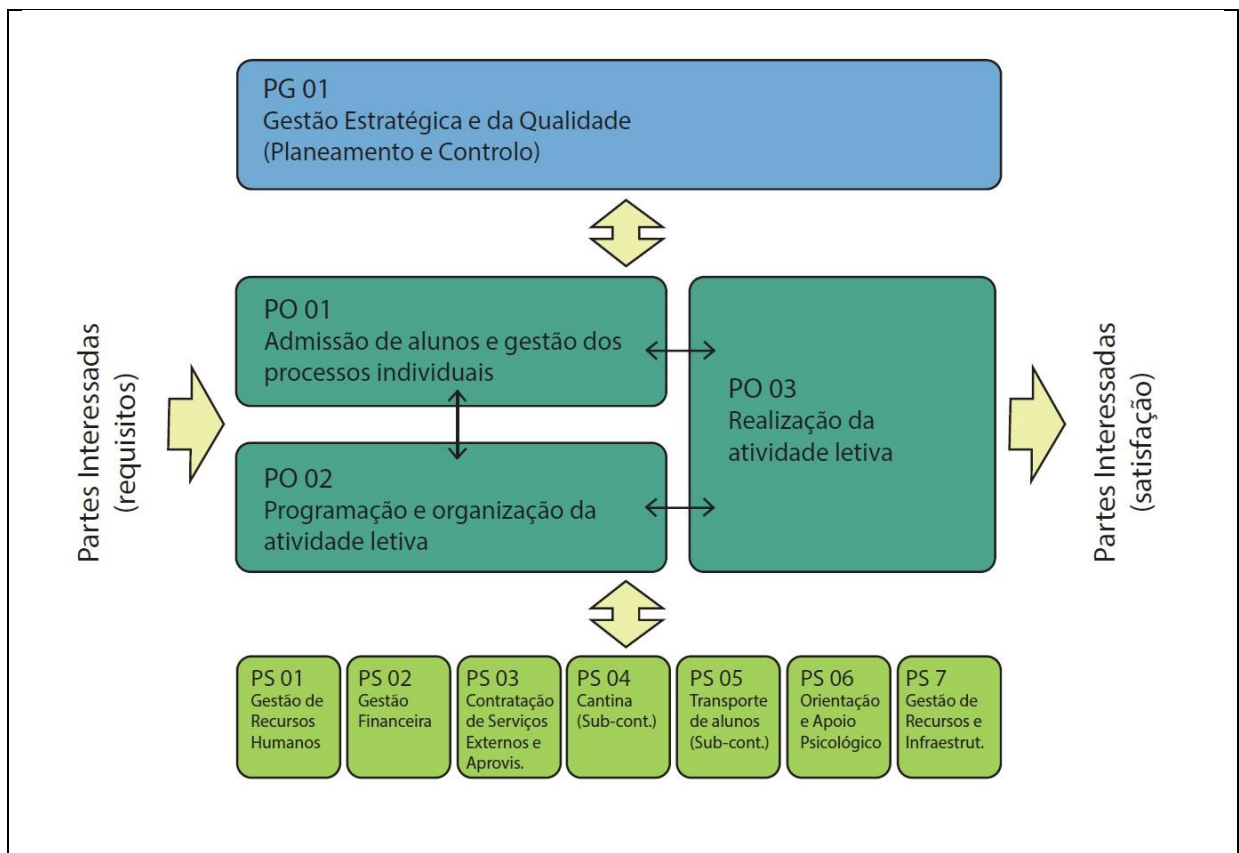 PG 01
Gestão Estratégica e da Qualidade
(Planeamento e Controlo)
Partes Interessadas
(requisitos)
PO 01
Admissão de alunos e gestão dos
processos individuais
PO 02
Programação e organização da
atividade letiva
PO 03
Realização da
atividade letiva
Partes Interessadas
(satisfação)
PS 01
Gestão de
Recursos
Humanos
PS 02
Gestão
Financeira
PS 03
Contratação
de Serviços
Externos e
Aprovis.
PS 04
Cantina
(Sub-cont.)
PS 05
Transporte
de alunos
(Sub-cont.)
PS 06
Orientação
e Apoio
Psicológico
PS 7
Gestão de
Recursos e
Infraestrut.